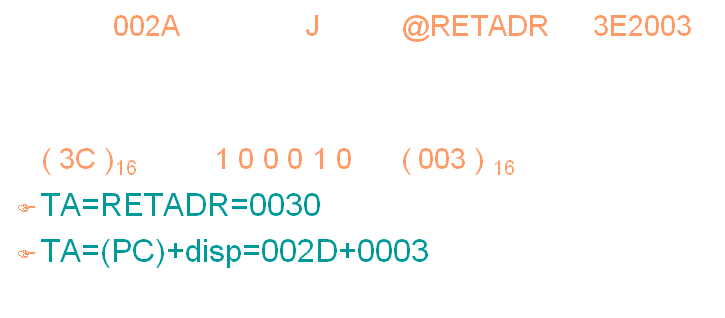 002A J @RETADR 3E2003
( 3C )16 1 0 0 0 1 0 ( 003 ) 16
☞ TA=RETADR=0030
☞ TA=(PC)+disp=002D+0003